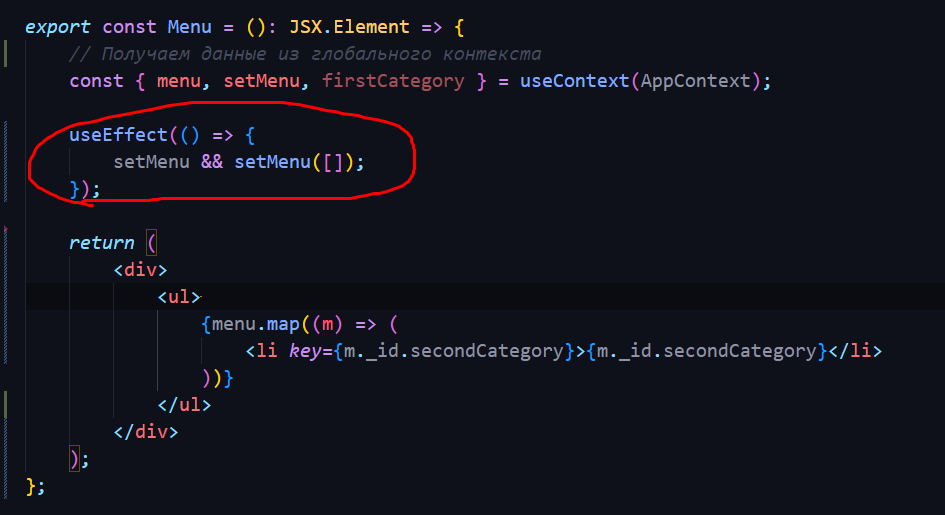 export const Menu = (): JSX.Element => {
// Получаем данные из глобального контекста
const { menu, setMenu, firstCategory } = useContext(AppContext);
useEffect(() => {
setMenu && setMenu([]);
});
return (
<div>
<ul>
{menu.map((m) => (
<li key={m._id.secondCategory}>{m._id.secondCategory}</li>
))}
</ul>
</div>
);
};